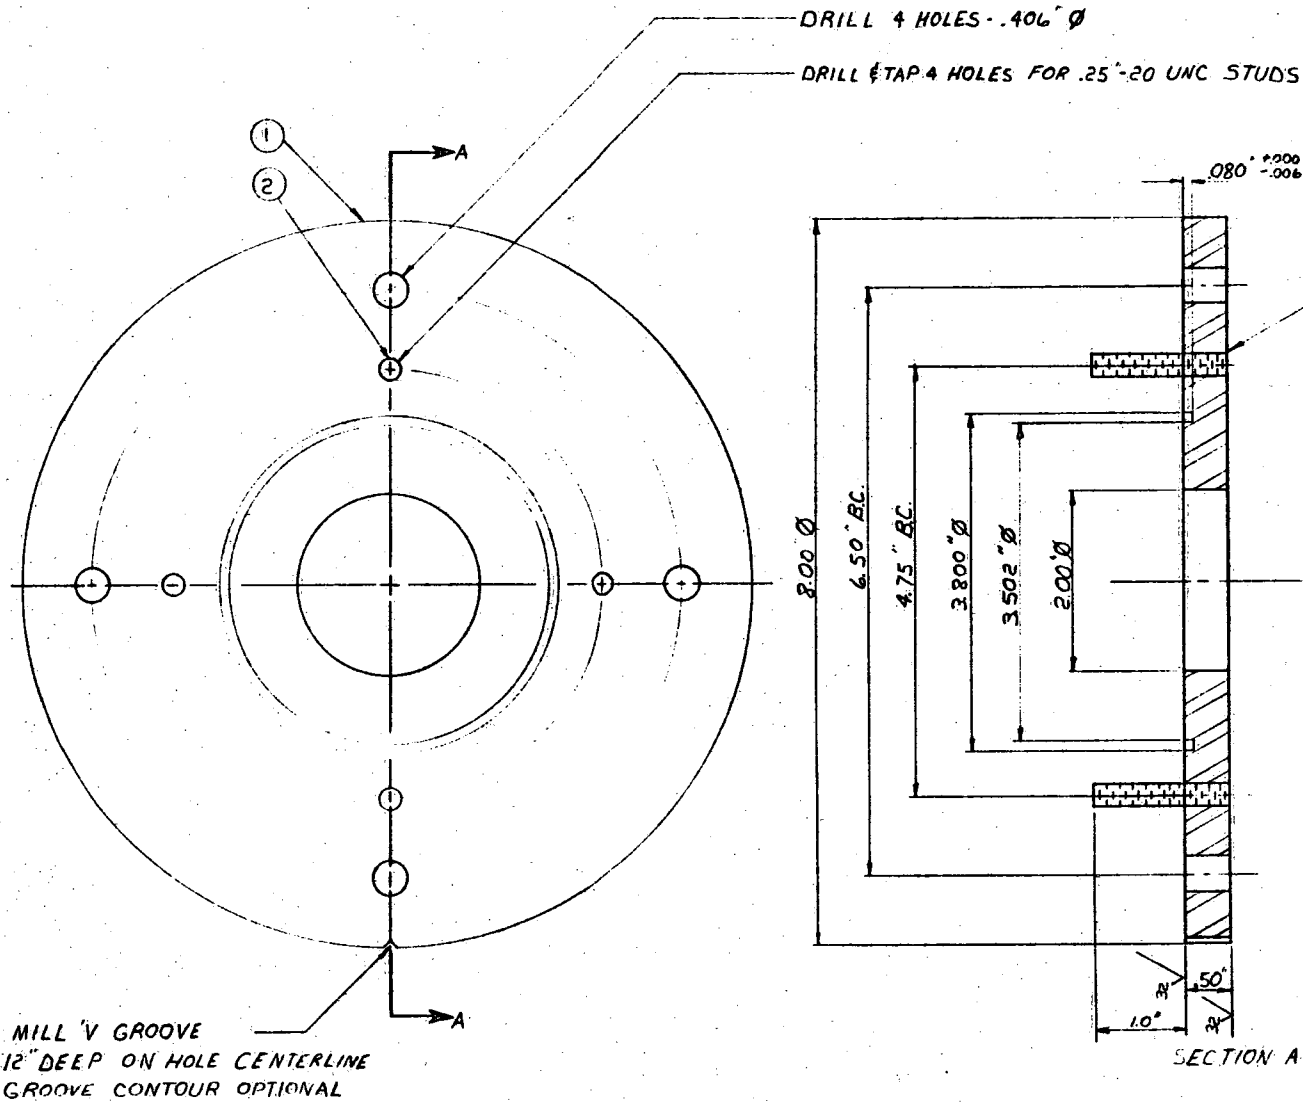 DRILL 4 HOLES - .406" Ø
DRILL & TAP 4 HOLES FOR .25"-20 UNC STUDS
1
2
A
.080" +.000 -.006
8.00 Ø
6.50" B.C.
4.75" B.C.
3.800" Ø
3.502" Ø
2.00" Ø
A
MILL 'V GROOVE
12" DEEP ON HOLE CENTERLINE
GROOVE CONTOUR OPTIONAL
32
.50"
32
1.0"
SECTION A